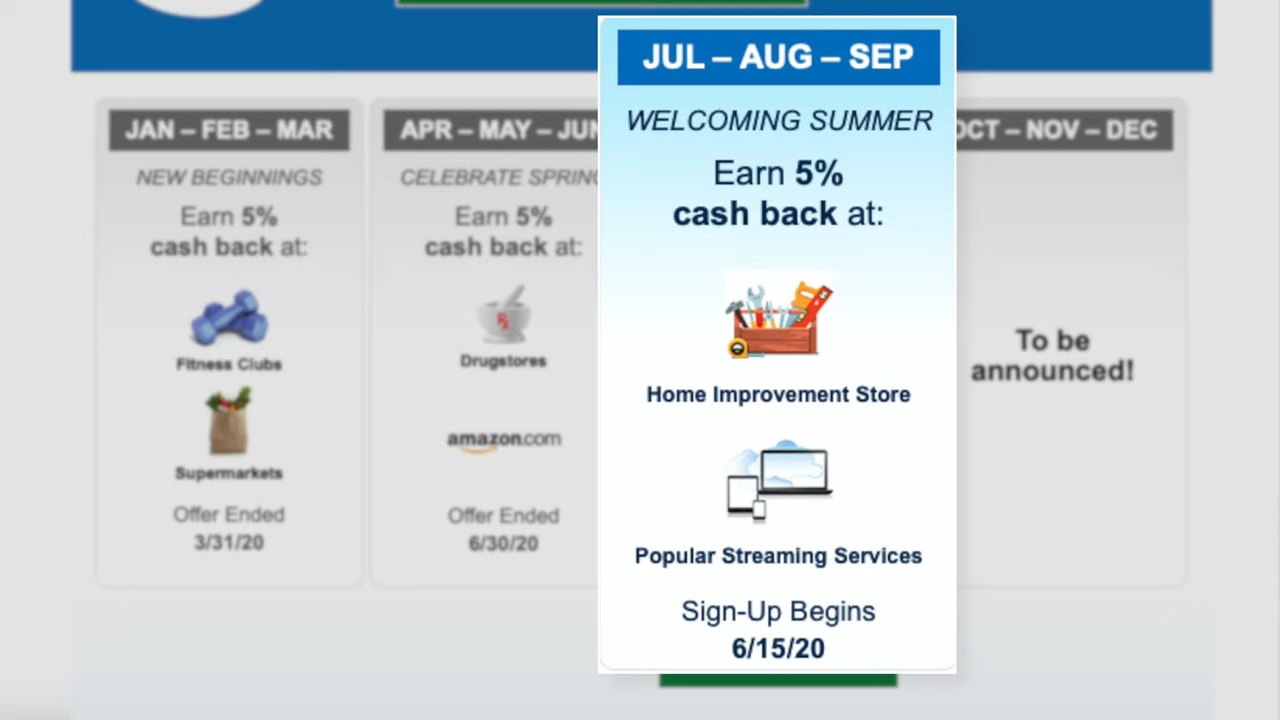 JAN – FEB – MAR
NEW BEGINNINGS
Earn 5%
cash back at:
Fitness Clubs
Supermarkets
Offer Ended
3/31/20
APR – MAY – JUN
CELEBRATE SPRING
Earn 5%
cash back at:
Rx
Drugstores
amazon.com
Offer Ended
6/30/20
JUL – AUG – SEP
WELCOMING SUMMER
Earn 5%
cash back at:
Home Improvement Store
Popular Streaming Services
Sign-Up Begins
6/15/20
OCT – NOV – DEC
To be
announced!